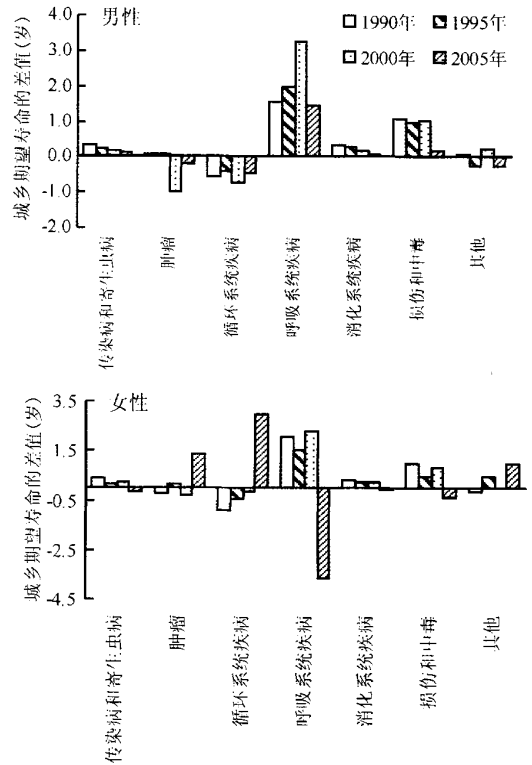 男性
□ 1990年 ▧ 1995年
□ 2000年 ▨ 2005年
城乡期望寿命的差值(岁)
4.0
3.0
2.0
1.0
0.0
-1.0
-2.0
传染病和寄生虫病
肿瘤
循环系统疾病
呼吸系统疾病
消化系统疾病
损伤和中毒
其他
女性
城乡期望寿命的差值(岁)
3.5
1.5
-0.5
-2.5
-4.5
传染病和寄生虫病
肿瘤
循环系统疾病
呼吸系统疾病
消化系统疾病
损伤和中毒
其他